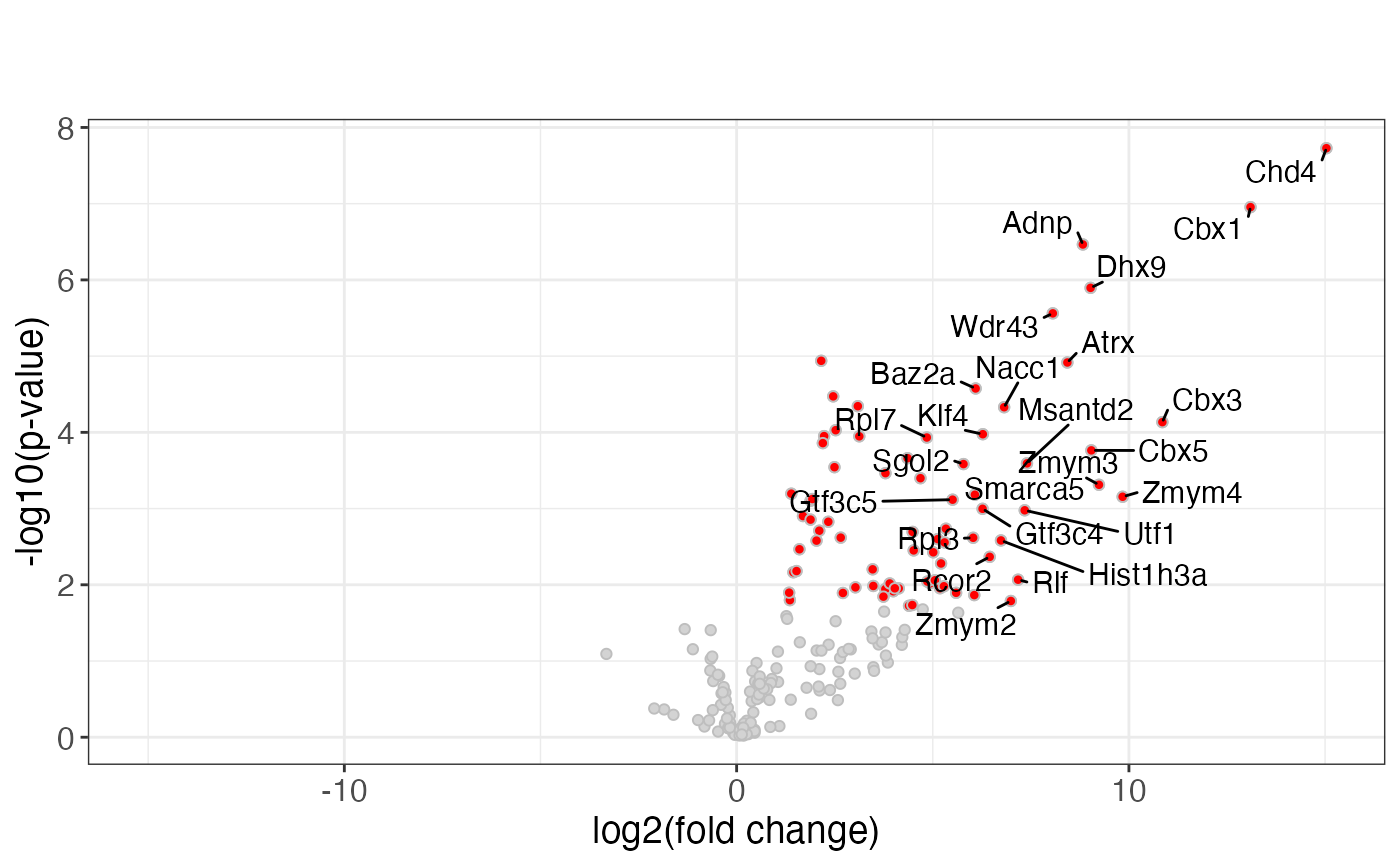 8
6
4
2
0
-log10(p-value)
Chd4
Adnp
Cbx1
Dhx9
Wdr43
Atrx
Nacc1
Baz2a
Cbx3
Msantd2
Klf4
Rpl7
Cbx5
Sgol2
Zmym3
Smarca5
Zmym4
Gtf3c5
Gtf3c4
Utf1
Rpl3
Hist1h3a
Rcor2
Rlf
Zmym2
-10
0
10
log2(fold change)